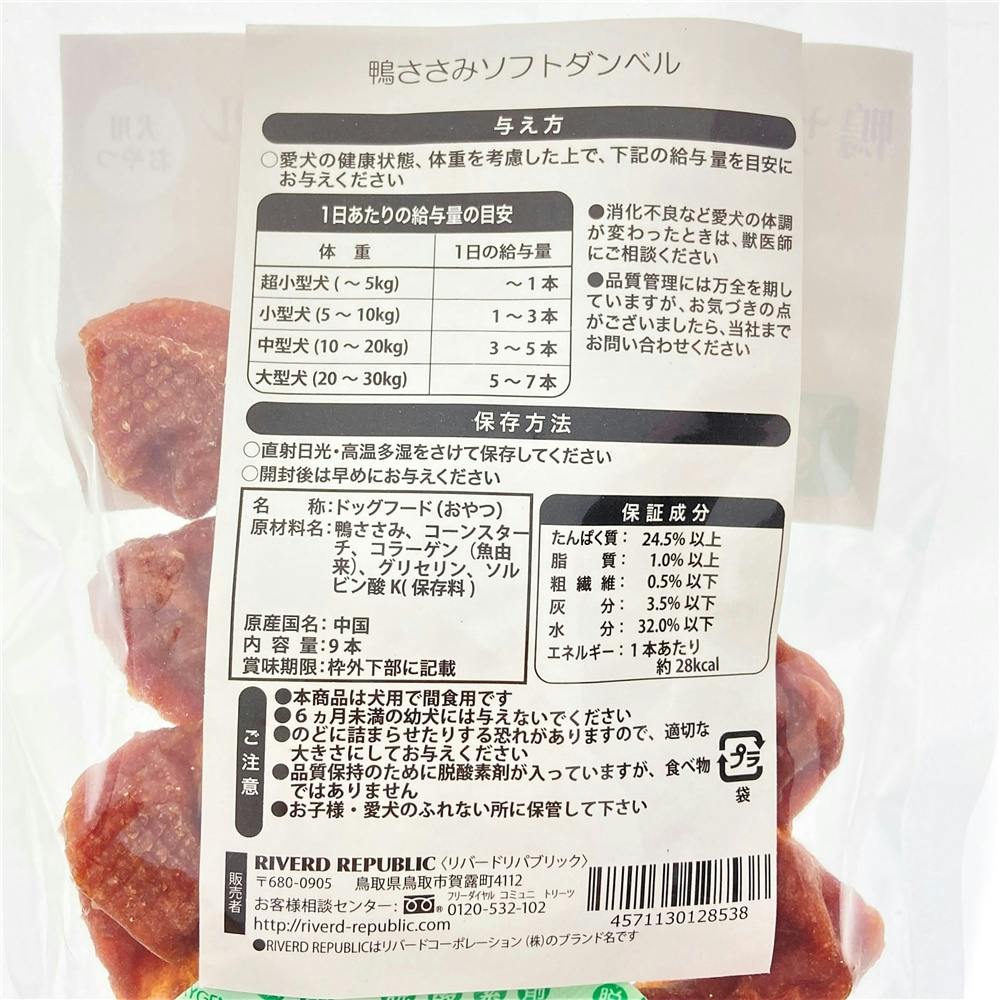 鴨ささみソフトダンベル
与え方
○愛犬の健康状態、体重を考慮した上で、下記の給与量を目安に
お与えください
1日あたりの給与量の目安
体 重 1日の給与量
超小型犬(～5kg) ～1本
小型犬(5～10kg) 1～3本
中型犬(10～20kg) 3～5本
大型犬(20～30kg) 5～7本
●消化不良など愛犬の体調
が変わったときは、獣医師
にご相談ください
●品質管理には万全を期し
ていますが、お気づきの点
がございましたら、当社まで
お問い合わせください
保存方法
○直射日光・高温多湿をさけて保存してください
○開封後は早めにお与えください
名 称:ドッグフード(おやつ)
原材料名:鴨ささみ、コーンスター
チ、コラーゲン（魚由
来）、グリセリン、ソル
ビン酸K(保存料)
原産国名:中国
内 容 量:9本
賞味期限:枠外下部に記載
保証成分
たんぱく質: 24.5%以上
脂 質: 1.0%以上
粗 繊 維: 0.5%以下
灰 分: 3.5%以下
水 分: 32.0%以下
エネルギー:1本あたり
約28kcal
ご注意
●本商品は犬用で間食用です
●6ヵ月未満の幼犬には与えないでください
●のどに詰まらせたりする恐れがありますので、適切な
大きさにしてお与えください
●品質保持のために脱酸素剤が入っていますが、食べ物
ではありません
●お子様・愛犬のふれない所に保管して下さい
プラ
袋
販売者
RIVERD REPUBLIC〈リバードリパブリック〉
〒680-0905 鳥取県鳥取市賀露町4112
フリーダイヤル コミュニ トリーツ
お客様相談センター: ® 0120-532-102
http://riverd-republic.com
●RIVERD REPUBLICはリバードコーポレーション(株)のブランド名です
4571130128538
犬用
おやつ
鴨